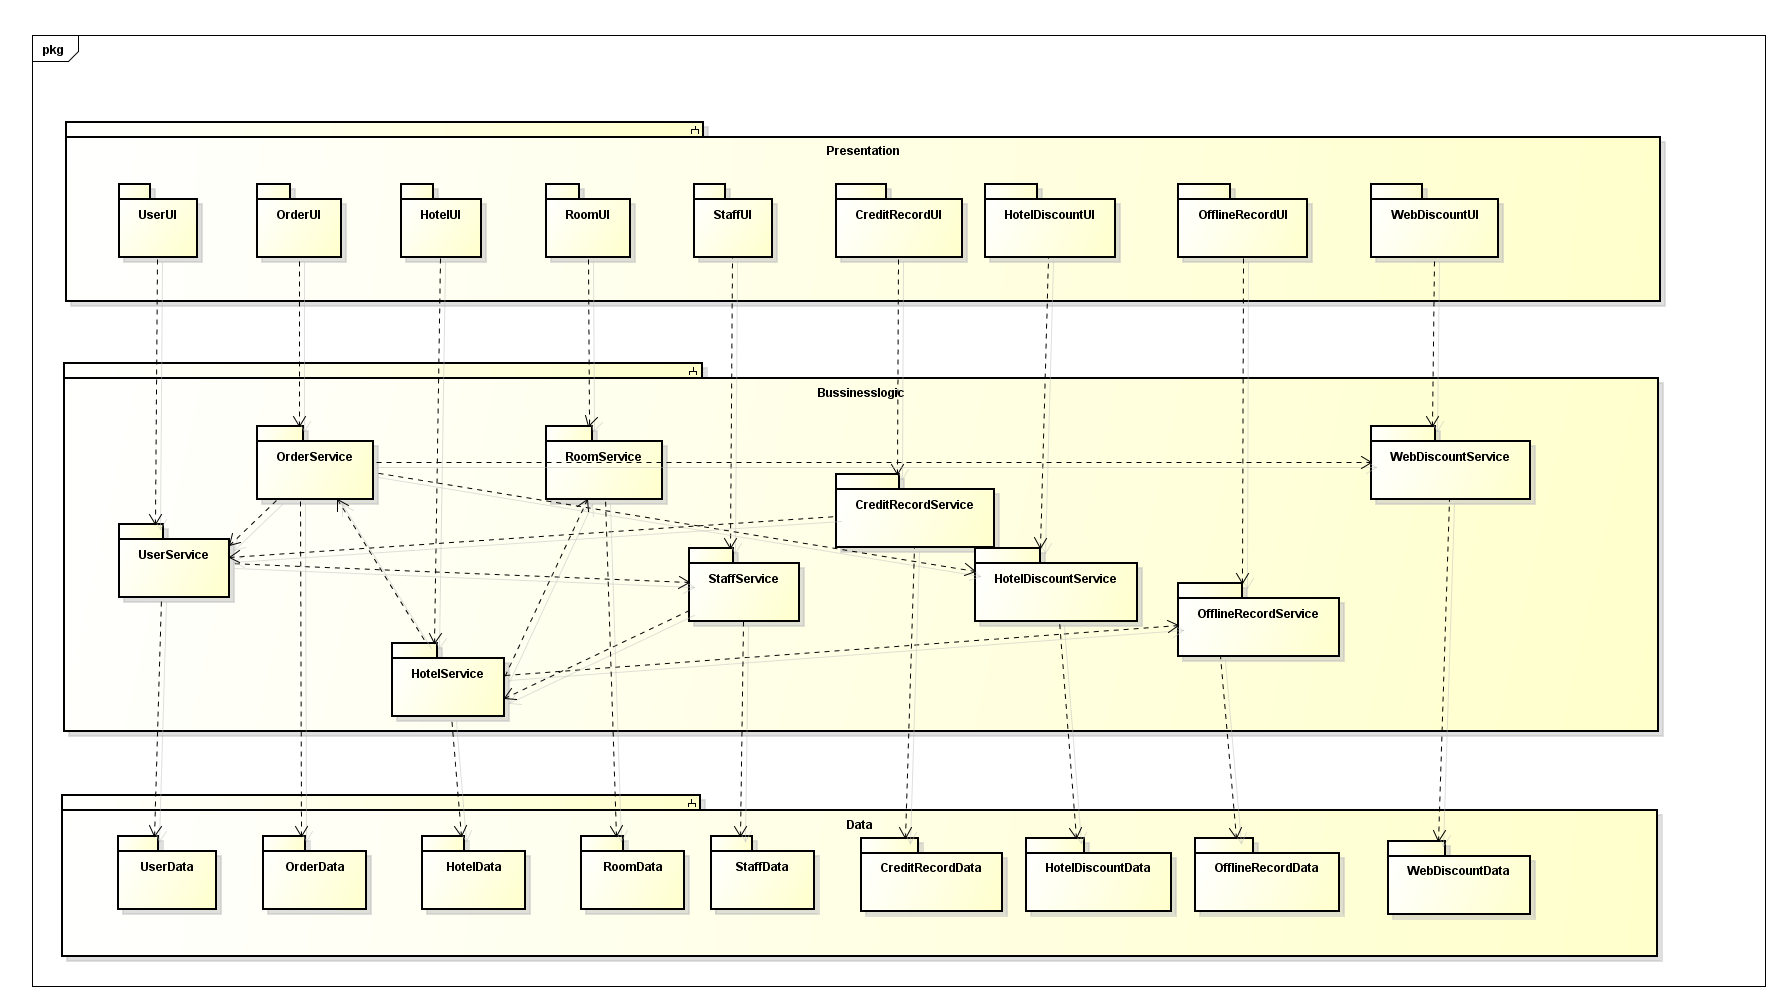 pkg
Presentation
UserUI
OrderUI
HotelUI
RoomUI
StaffUI
CreditRecordUI
HotelDiscountUI
OfflineRecordUI
WebDiscountUI
Bussinesslogic
OrderService
RoomService
WebDiscountService
CreditRecordService
UserService
StaffService
HotelDiscountService
OfflineRecordService
HotelService
Data
UserData
OrderData
HotelData
RoomData
StaffData
CreditRecordData
HotelDiscountData
OfflineRecordData
WebDiscountData